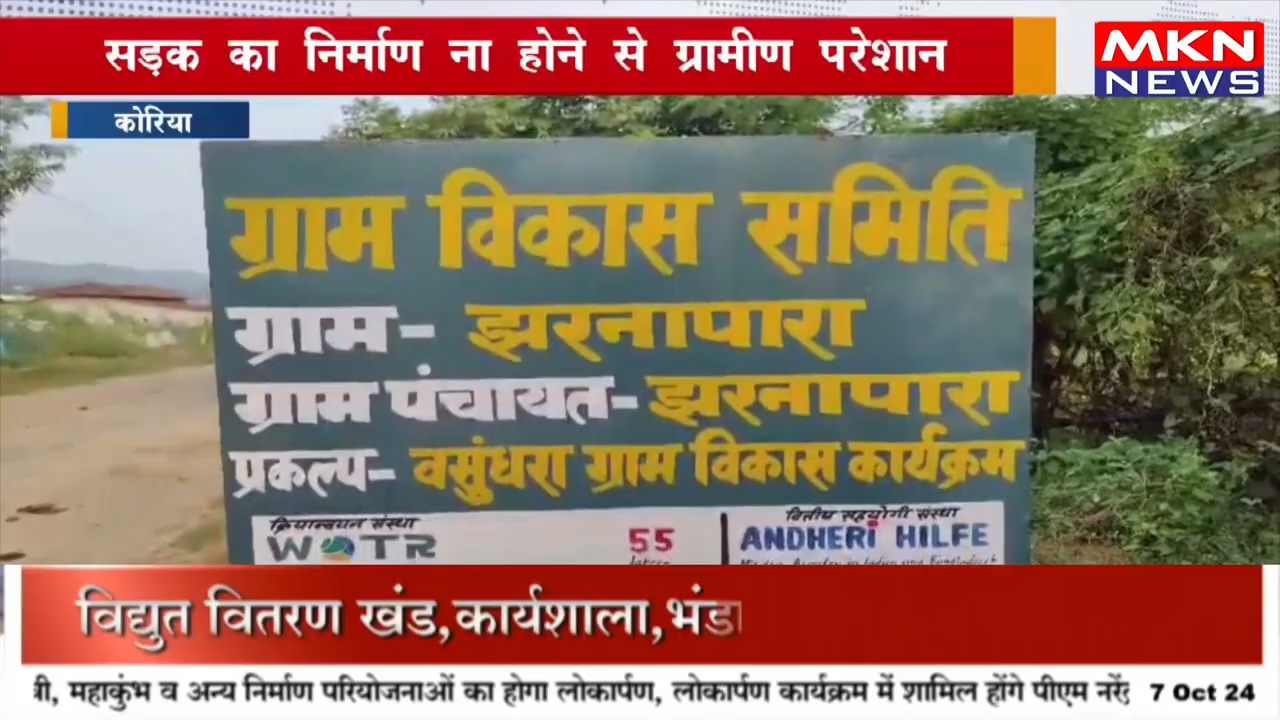 सड़क का निर्माण ना होने से ग्रामीण परेशान
MKN
NEWS
कोरिया
ग्राम विकास समिति
ग्राम- झरनापारा
ग्राम पंचायत- झरनापारा
प्रकल्प- वसुंधरा ग्राम विकास कार्यक्रम
क्रियान्वयन संस्था
WOTR
55
वित्तीय सहयोगी संस्था
ANDHERI HILFE
विद्युत वितरण खंड,कार्यशाला,भंडा
त्री, महाकुंभ व अन्य निर्माण परियोजनाओं का होगा लोकार्पण, लोकार्पण कार्यक्रम में शामिल होंगे पीएम नरेंद्र
7 Oct 24